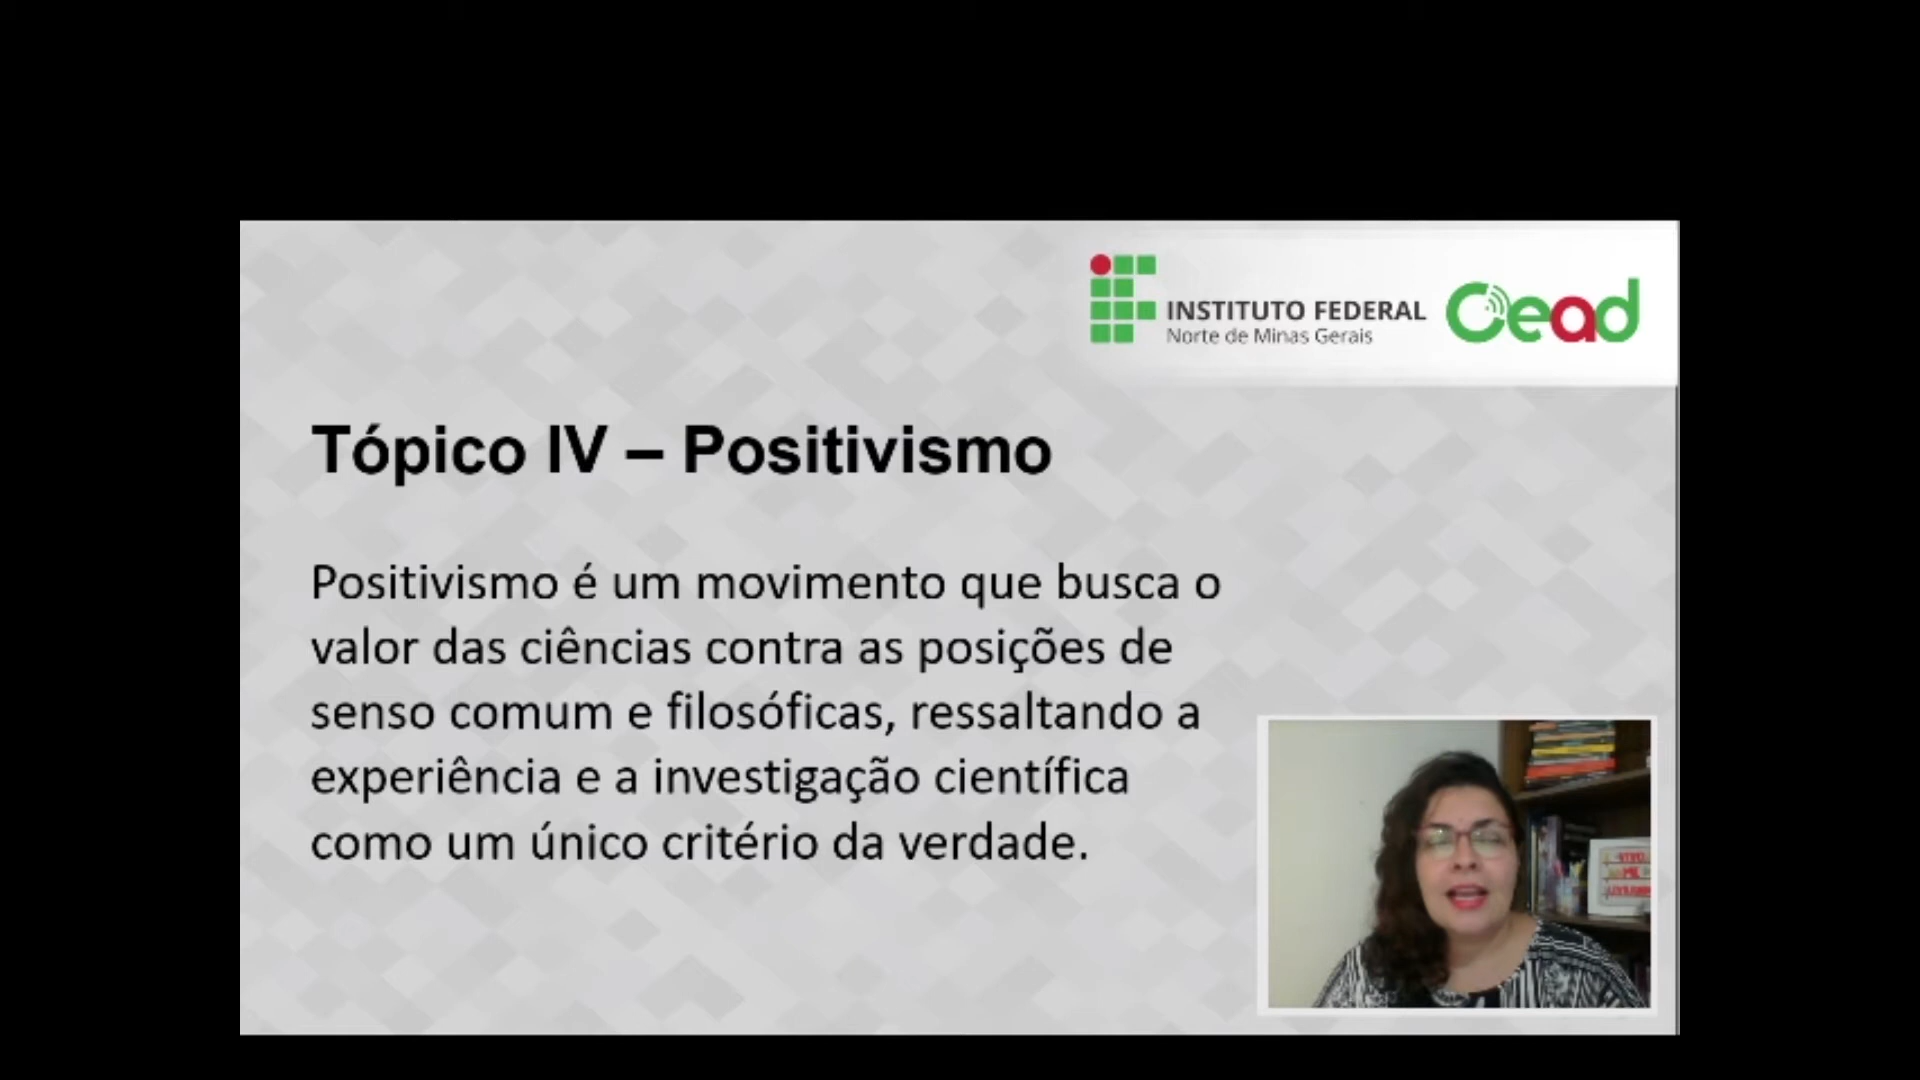 INSTITUTO FEDERAL
Norte de Minas Gerais
Cead
Tópico IV – Positivismo
Positivismo é um movimento que busca o
valor das ciências contra as posições de
senso comum e filosóficas, ressaltando a
experiência e a investigação científica
como um único critério da verdade.